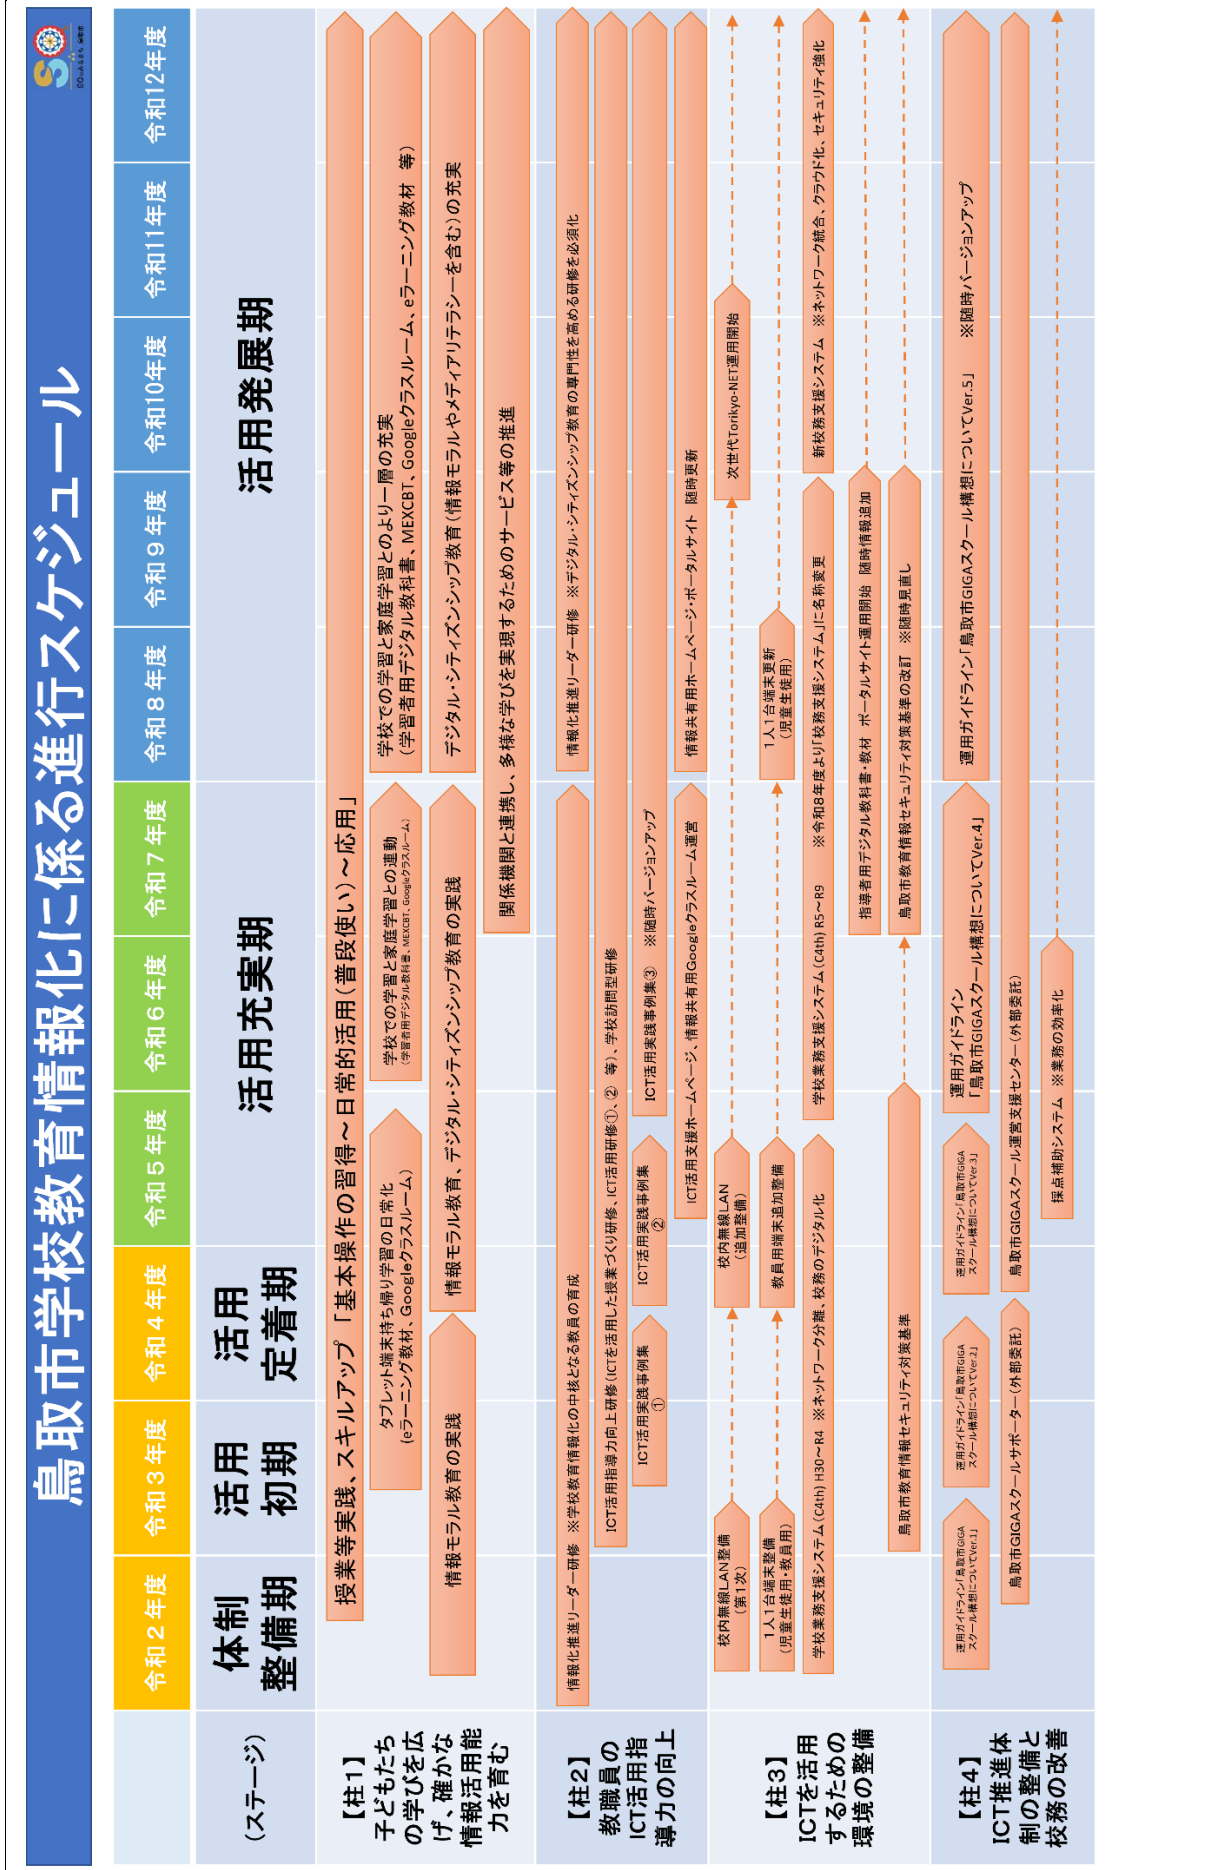 鳥取市学校教育情報化に係る進行スケジュール
SQのあるまち 鳥取市
令和２年度
令和３年度
令和４年度
令和５年度
令和６年度
令和７年度
令和８年度
令和９年度
令和10年度
令和11年度
令和12年度
（ステージ）
体制
整備期
活用
初期
活用
定着期
活用充実期
活用発展期
【柱１】
子どもたち
の学びを広
げ、確かな
情報活用能
力を育む
授業等実践、スキルアップ 「基本操作の習得～日常的活用（普段使い）～応用」
タブレット端末持ち帰り学習の日常化
（eラーニング教材、Googleクラスルーム）
学校での学習と家庭学習との連動
（学習者用デジタル教科書、MEXCBT、Googleクラスルーム）
学校での学習と家庭学習とのより一層の充実
（学習者用デジタル教科書、MEXCBT、Googleクラスルーム、eラーニング教材 等）
情報モラル教育の実践
情報モラル教育、デジタル・シティズンシップ教育の実践
デジタル・シティズンシップ教育（情報モラルやメディアリテラシーを含む）の充実
関係機関と連携し、多様な学びを実現するためのサービス等の推進
【柱２】
教職員の
ICT活用指
導力の向上
情報化推進リーダー研修 ※学校教育情報化の中核となる教員の育成
情報化推進リーダー研修 ※デジタル・シティズンシップ教育の専門性を高める研修を必須化
ICT活用指導力向上研修（ICTを活用した授業づくり研修、ICT活用研修①、② 等）、学校訪問型研修
ICT活用実践事例集
①
ICT活用実践事例集
②
ICT活用実践事例集③ ※随時バージョンアップ
ICT活用支援ホームページ、情報共有用Googleクラスルーム運営
情報共有用ホームページ・ポータルサイト 随時更新
【柱３】
ICTを活用
するための
環境の整備
校内無線LAN整備
（第１次）
校内無線LAN
（追加整備）
次世代Torikyo-NET運用開始
１人１台端末整備
（児童生徒用・教員用）
教員用端末追加整備
１人１台端末更新
（児童生徒用）
学校業務支援システム（C4th) H30～R4 ※ネットワーク分離、校務のデジタル化
学校業務支援システム（C4th) R5～R9 ※令和８年度より「校務支援システム」に名称変更
新校務支援システム ※ネットワーク統合、クラウド化、セキュリティ強化
指導者用デジタル教科書・教材 ポータルサイト運用開始 随時情報追加
鳥取市教育情報セキュリティ対策基準
鳥取市教育情報セキュリティ対策基準の改訂 ※随時見直し
【柱４】
ICT推進体
制の整備と
校務の改善
運用ガイドライン「鳥取市GIGA
スクール構想についてVer.1」
運用ガイドライン「鳥取市GIGA
スクール構想についてVer.2」
運用ガイドライン「鳥取市GIGA
スクール構想についてVer.3」
運用ガイドライン
「鳥取市GIGAスクール構想についてVer.4」
運用ガイドライン「鳥取市GIGAスクール構想についてVer.5」 ※随時バージョンアップ
鳥取市GIGAスクールサポーター（外部委託）
鳥取市GIGAスクール運営支援センター（外部委託）
採点補助システム ※業務の効率化